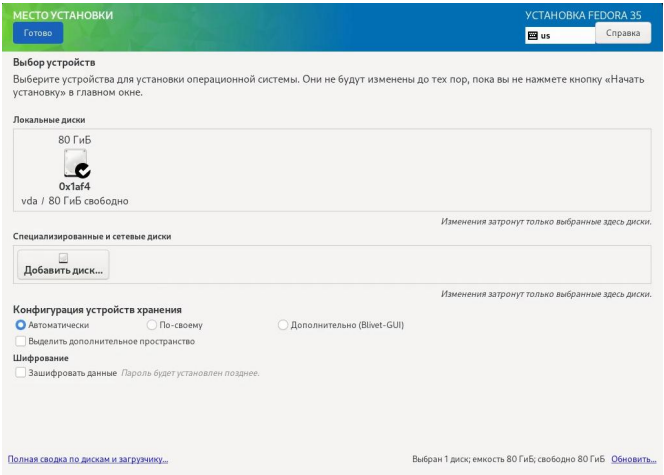 МЕСТО УСТАНОВКИ
УСТАНОВКА FEDORA 35
Готово
us
Справка
Выбор устройств
Выберите устройства для установки операционной системы. Они не будут изменены до тех пор, пока вы не нажмете кнопку «Начать
установку» в главном окне.
Локальные диски
80 ГиБ
0x1af4
vda / 80 ГиБ свободно
Изменения затронут только выбранные здесь диски.
Специализированные и сетевые диски
Добавить диск...
Изменения затронут только выбранные здесь диски.
Конфигурация устройств хранения
Автоматически
По-своему
Дополнительно (Blivet-GUI)
Выделить дополнительное пространство
Шифрование
Зашифровать данные Пароль будет установлен позднее.
Полная сводка по дискам и загрузчику...
Выбран 1 диск; емкость 80 ГиБ; свободно 80 ГиБ Обновить...